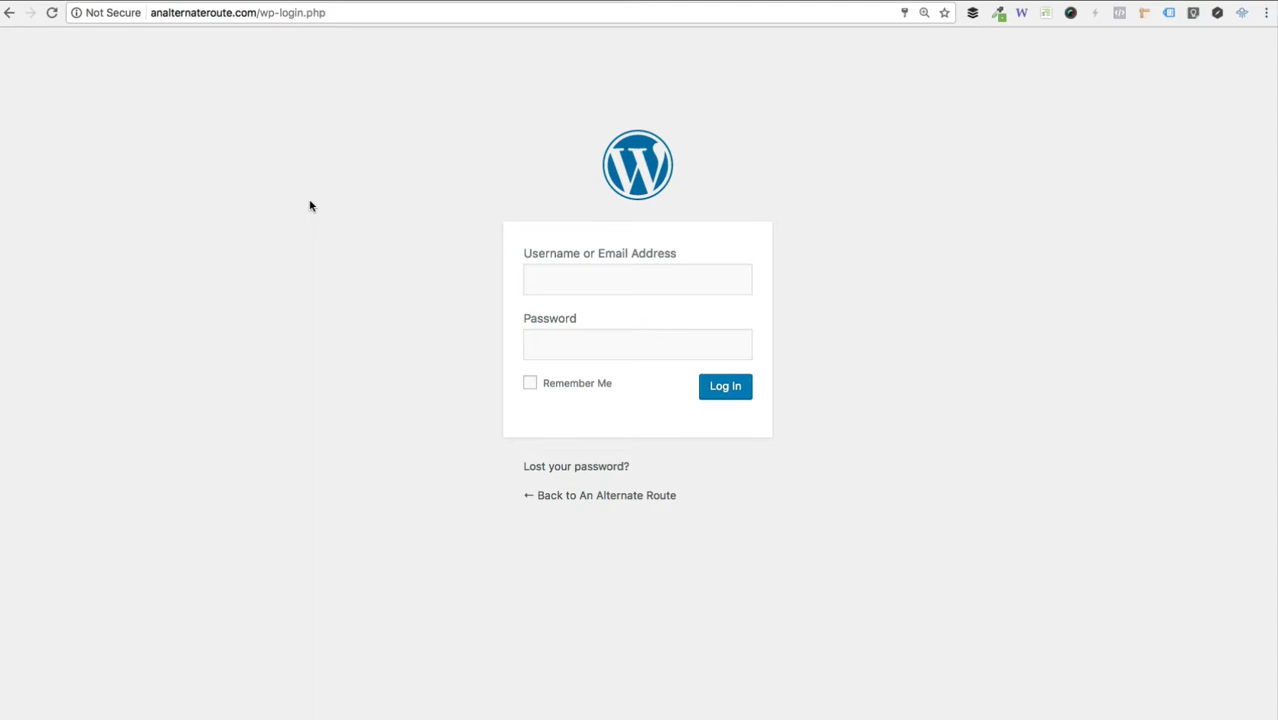 Not Secure analternateroute.com/wp-login.php
Username or Email Address
Password
Remember Me
Log In
Lost your password?
← Back to An Alternate Route